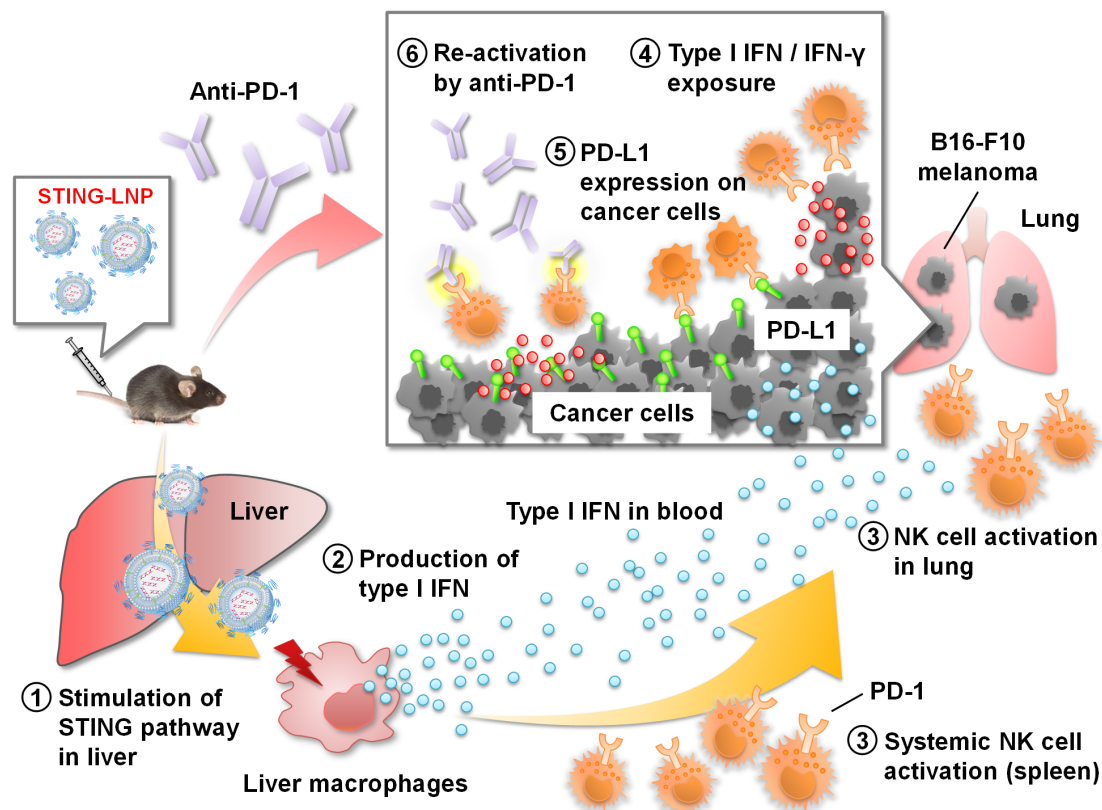 ⑥ Re-activation
by anti-PD-1
④ Type I IFN / IFN-γ
exposure
Anti-PD-1
⑤ PD-L1
expression on
cancer cells
B16-F10
melanoma
Lung
STING-LNP
PD-L1
Cancer cells
Liver
Type I IFN in blood
② Production of
type I IFN
③ NK cell activation
in lung
① Stimulation of
STING pathway
in liver
PD-1
③ Systemic NK cell
activation (spleen)
Liver macrophages